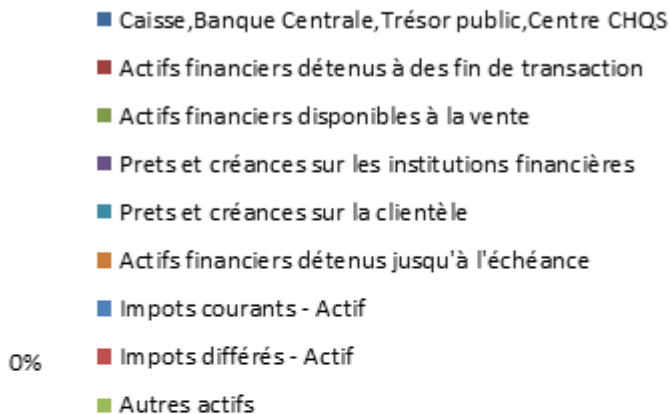 Caisse,Banque Centrale,Trésor public,Centre CHQS
Actifs financiers détenus à des fin de transaction
Actifs financiers disponibles à la vente
Prets et créances sur les institutions financières
Prets et créances sur la clientèle
Actifs financiers détenus jusqu'à l'échéance
Impots courants - Actif
0%
Impots différés - Actif
Autres actifs